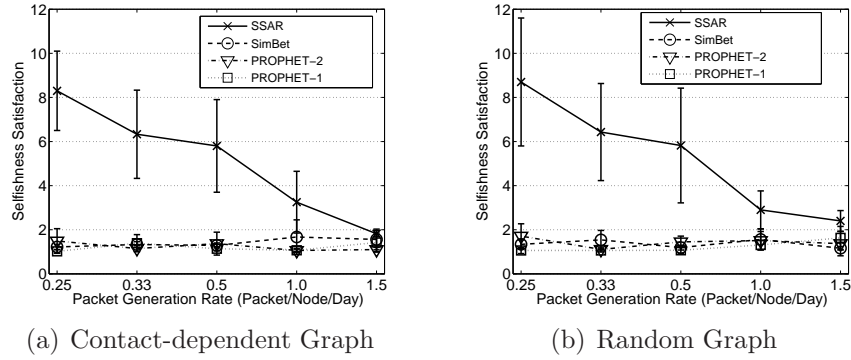 12
10
8
6
4
2
0
Selfishness Satisfaction
SSAR
SimBet
PROPHET-2
PROPHET-1
0.25 0.33 0.5 1.0 1.5
Packet Generation Rate (Packet/Node/Day)
(a) Contact-dependent Graph
12
10
8
6
4
2
0
Selfishness Satisfaction
SSAR
SimBet
PROPHET-2
PROPHET-1
0.25 0.33 0.5 1.0 1.5
Packet Generation Rate (Packet/Node/Day)
(b) Random Graph